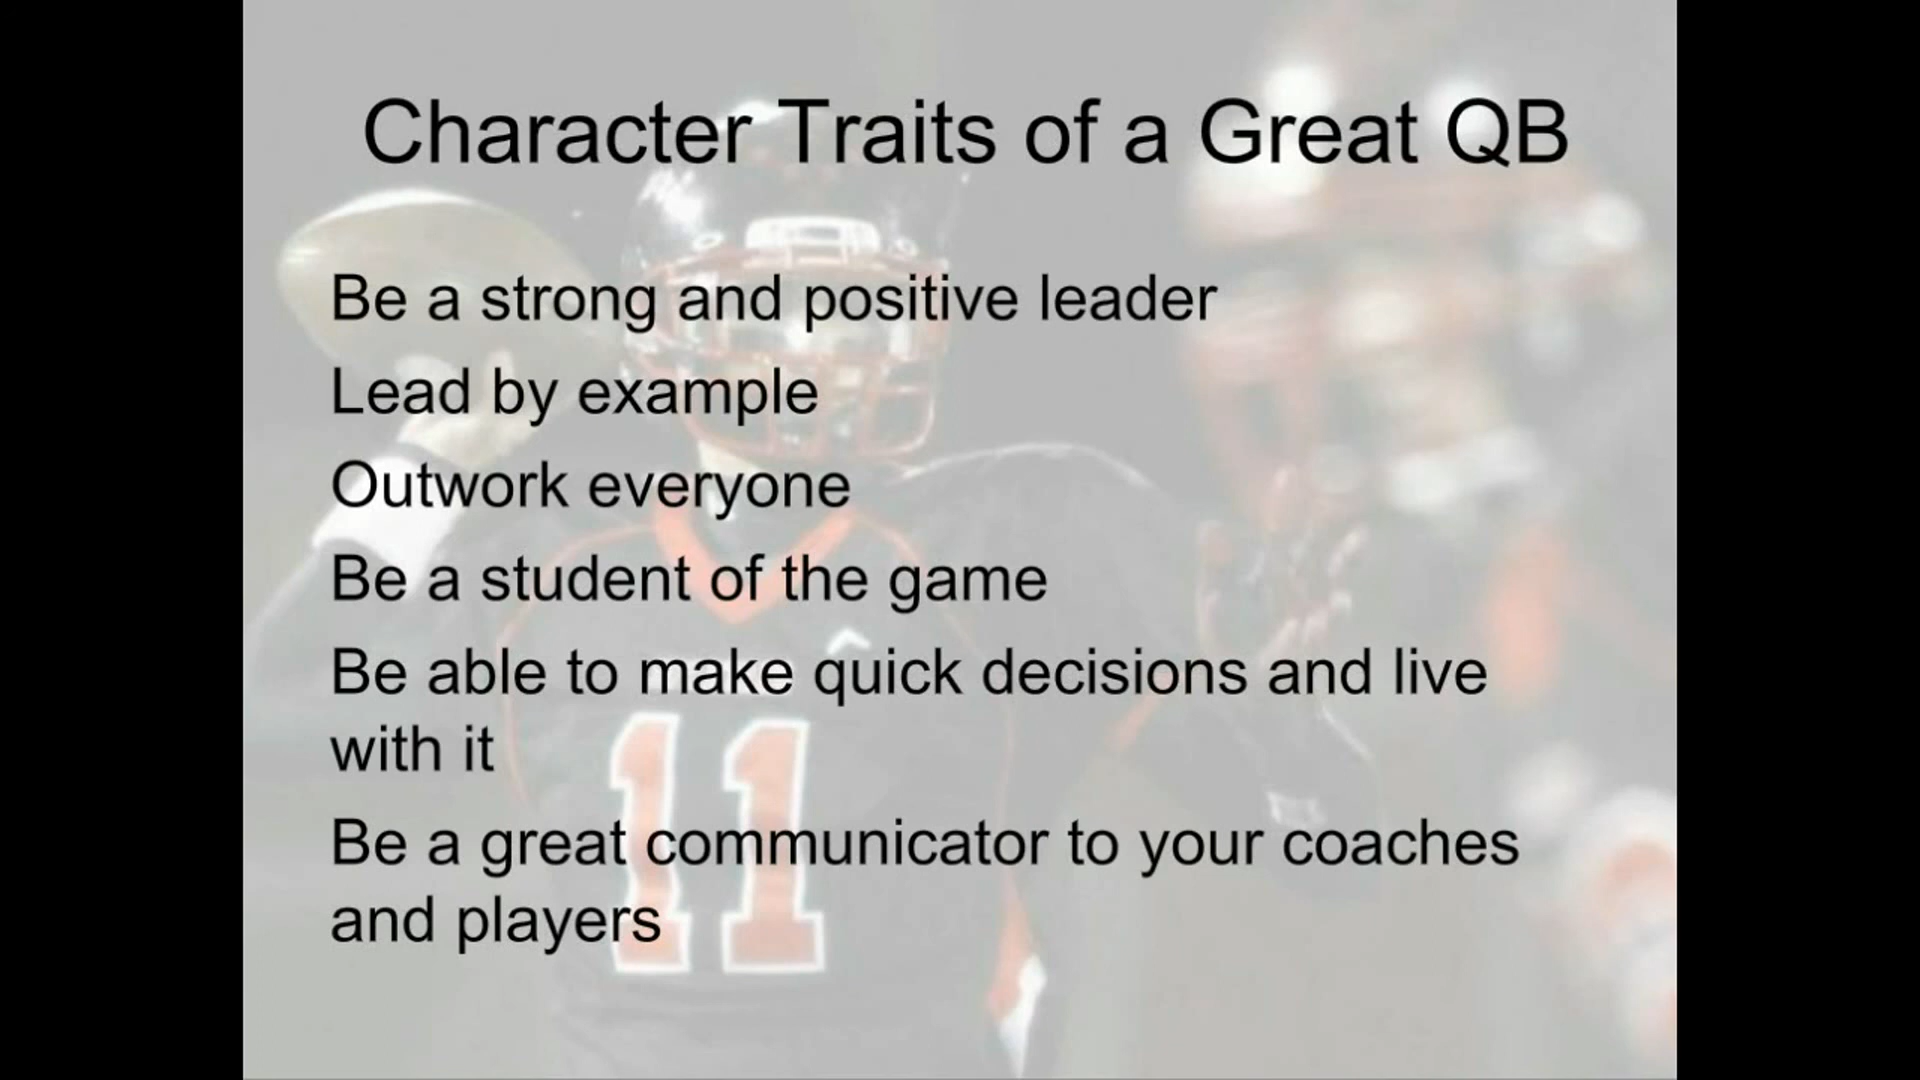 Character Traits of a Great QB
Be a strong and positive leader
Lead by example
Outwork everyone
Be a student of the game
Be able to make quick decisions and live
with it
Be a great communicator to your coaches
and players
11